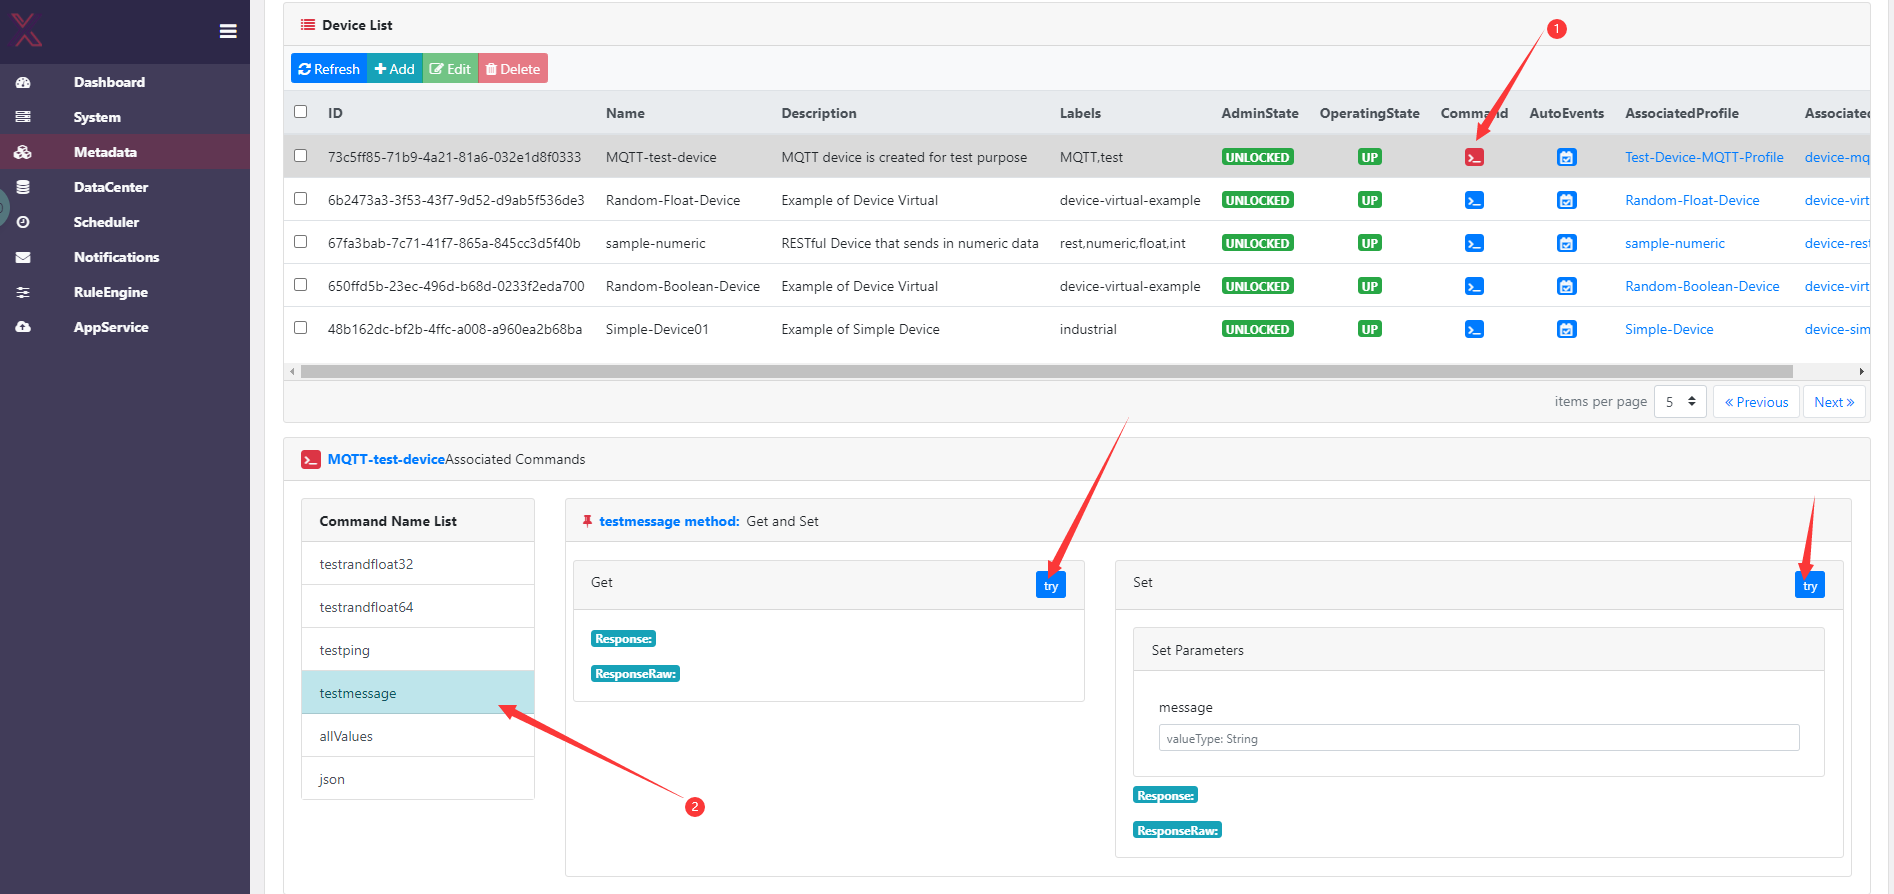 Dashboard
System
Metadata
DataCenter
Scheduler
Notifications
RuleEngine
AppService
Device List
1
Refresh Add Edit Delete
ID Name Description Labels AdminState OperatingState Command AutoEvents AssociatedProfile Associated
73c5ff85-71b9-4a21-81a6-032e1d8f0333 MQTT-test-device MQTT device is created for test purpose MQTT,test UNLOCKED UP Test-Device-MQTT-Profile device-mq
6b2473a3-3f53-43f7-9d52-d9ab5f536de3 Random-Float-Device Example of Device Virtual device-virtual-example UNLOCKED UP Random-Float-Device device-virt
67fa3bab-7c71-41f7-865a-845cc3d5f40b sample-numeric RESTful Device that sends in numeric data rest,numeric,float,int UNLOCKED UP sample-numeric device-rest
650ffd5b-23ec-496d-b68d-0233f2eda700 Random-Boolean-Device Example of Device Virtual device-virtual-example UNLOCKED UP Random-Boolean-Device device-virt
48b162dc-bf2b-4ffc-a008-a960ea2b68ba Simple-Device01 Example of Simple Device industrial UNLOCKED UP Simple-Device device-sim
items per page 5 « Previous Next »
MQTT-test-deviceAssociated Commands
Command Name List
testrandfloat32
testrandfloat64
testping
testmessage
allValues
json
2
testmessage method: Get and Set
Get try
Response:
ResponseRaw:
Set try
Set Parameters
message
valueType: String
Response:
ResponseRaw: